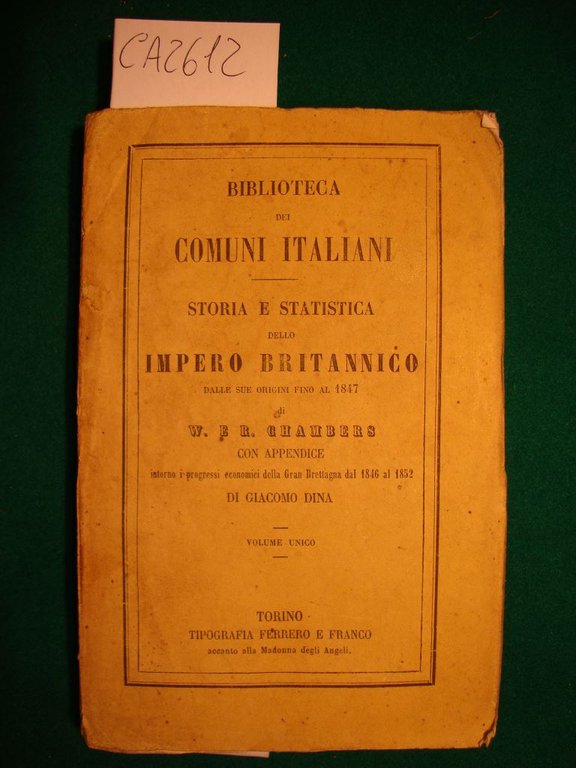 CA2612
BIBLIOTECA
DEI
COMUNI ITALIANI
STORIA E STATISTICA
DELLO
IMPERO BRITANNICO
DALLE SUE ORIGINI FINO AL 1847
di
W. E R. CHAMBERS
CON APPENDICE
intorno i progressi economici della Gran Brettagna dal 1846 al 1852
DI GIACOMO DINA
VOLUME UNICO
TORINO
TIPOGRAFIA FERRERO E FRANCO
accanto alla Madonna degli Angeli.